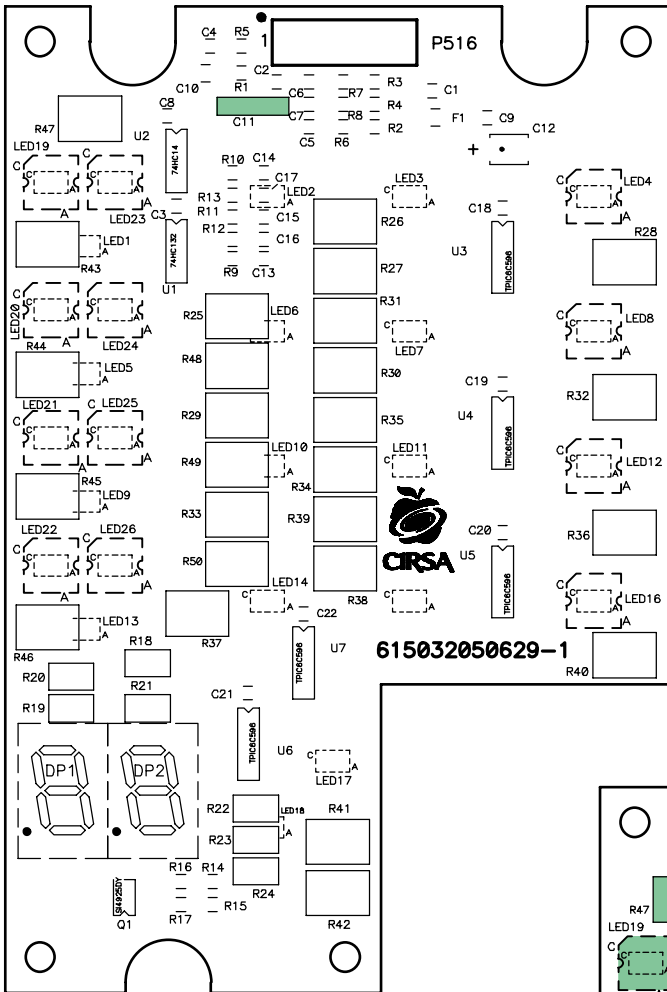 C4 R5
1 P516
C10 R1 C2 C6 R7 R3 C1
R4
C8 C11 C7 R8 F1 C9 C12
R47 U2 C5 R6 R2 +
LED19 74HC14 R10 C14
C C C17 LED3 LED4
C A C A R13 C LED2 C C C
A LED23 A C3 R11 C15 A R26 A C18 A
LED1 R12 C16 U3 R28
A 74HC132
R43 U1 R9 C13 R27 TPIC6C596
LED20 C C R25 LED6 R31 LED8
C A C A A C A C C A
R44 A LED24 A LED7 A
LED5 R48 R30 C19
A
LED21 LED25 R29 R35 U4 R32
C C TPIC6C596
C A C A R49 LED10 LED11 C LED12
R45 A A A R34 C A C A
LED9 A
A R33 R39 C20 R36
LED22 LED26 CIRSA U5
C C R50 TPIC6C596
C A C A LED14 C LED16
A A C A R38 C A C A
LED13 C22 A
A R37 U7
R46 R18 TPIC6C596 615032050629-1
R20 R40
R21 C21
R19 U6
TPIC6C596 C A
DP1 DP2 LED17
R22 LED18 R41
R23 A
R16 R14 R24
SI4925DY R15
Q1 R17 R42
R47
LED19
C
C